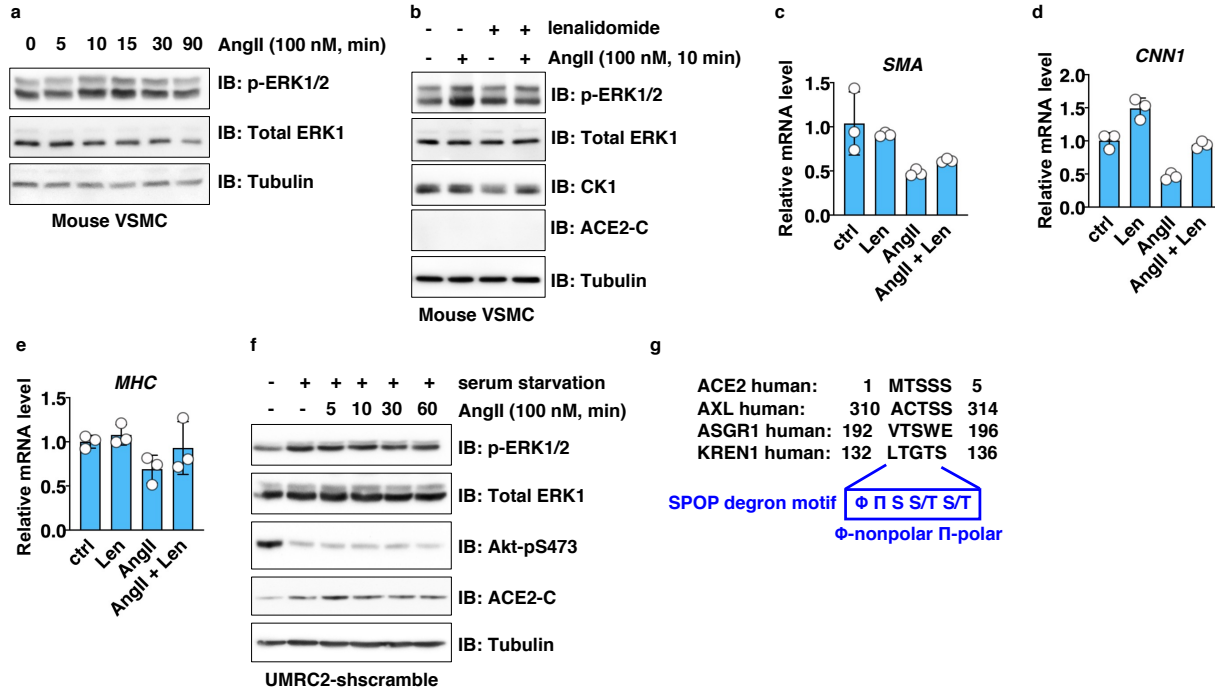 a
0 5 10 15 30 90 AngII (100 nM, min)
IB: p-ERK1/2
IB: Total ERK1
IB: Tubulin
Mouse VSMC
b
- - + + lenalidomide
- + - + AngII (100 nM, 10 min)
IB: p-ERK1/2
IB: Total ERK1
IB: CK1
IB: ACE2-C
IB: Tubulin
Mouse VSMC
c
SMA
Relative mRNA level
1.5
1.0
0.5
0.0
ctrl
Len
AngII
AngII + Len
d
CNN1
Relative mRNA level
2.0
1.5
1.0
0.5
0.0
ctrl
Len
AngII
AngII + Len
e
MHC
Relative mRNA level
1.5
1.0
0.5
0.0
ctrl
Len
AngII
AngII + Len
f
- + + + + + serum starvation
- - 5 10 30 60 AngII (100 nM, min)
IB: p-ERK1/2
IB: Total ERK1
IB: Akt-pS473
IB: ACE2-C
IB: Tubulin
UMRC2-shscramble
g
ACE2 human: 1 MTSSS 5
AXL human: 310 ACTSS 314
ASGR1 human: 192 VTSWE 196
KREN1 human: 132 LTGTS 136
SPOP degron motif Φ Π S S/T S/T
Φ-nonpolar Π-polar